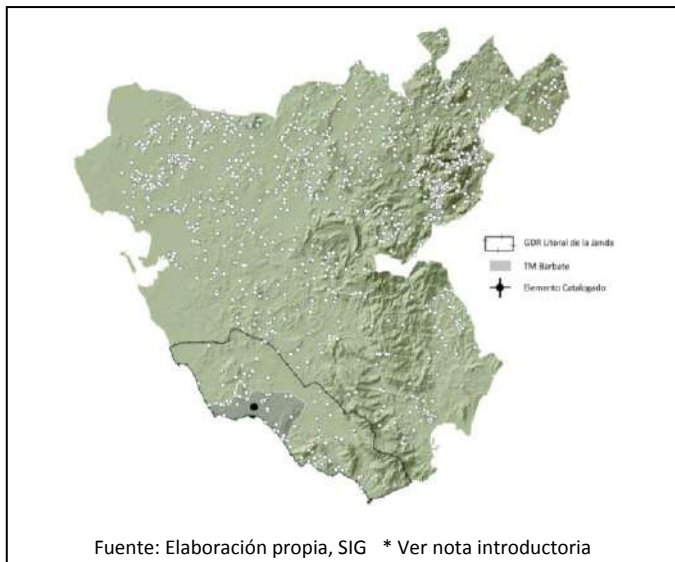 GDR Litoral de la Janda
TM Barbate
Elemento Catalogado
Fuente: Elaboración propia, SIG * Ver nota introductoria